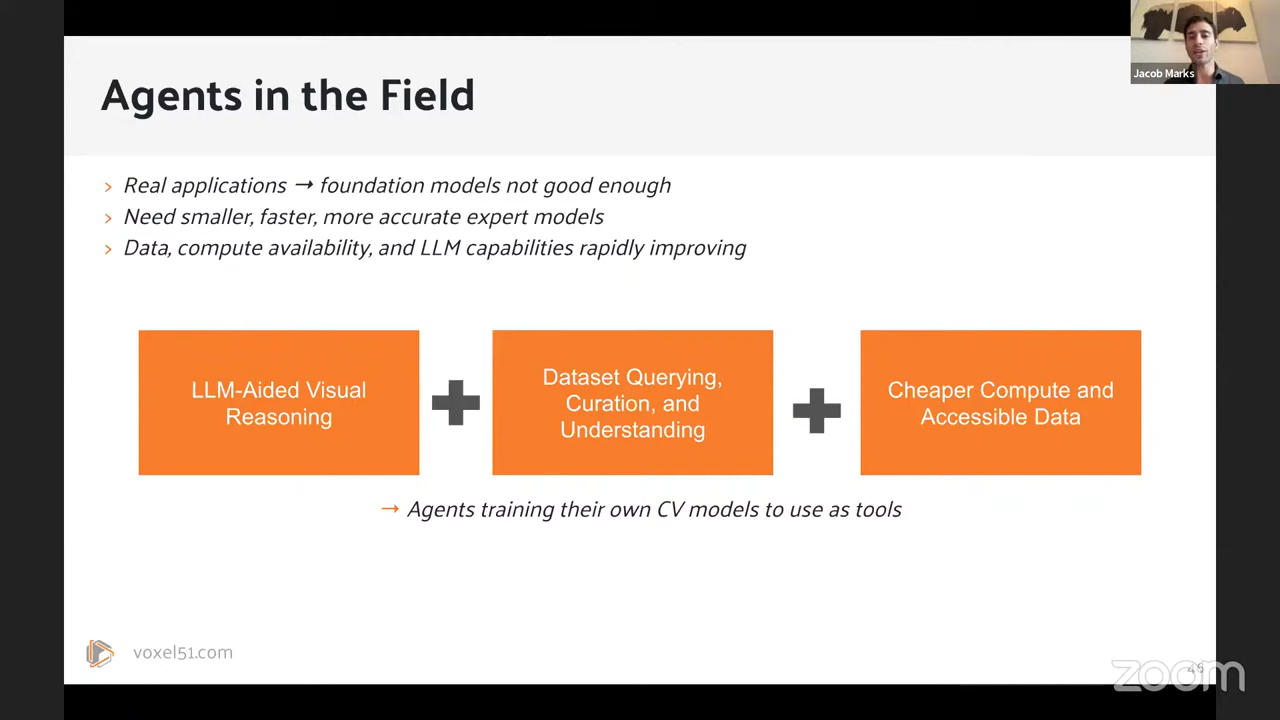 Jacob Marks
Agents in the Field
› Real applications → foundation models not good enough
› Need smaller, faster, more accurate expert models
› Data, compute availability, and LLM capabilities rapidly improving
LLM-Aided Visual
Reasoning
Dataset Querying,
Curation, and
Understanding
Cheaper Compute and
Accessible Data
→ Agents training their own CV models to use as tools
voxel51.com
zoom